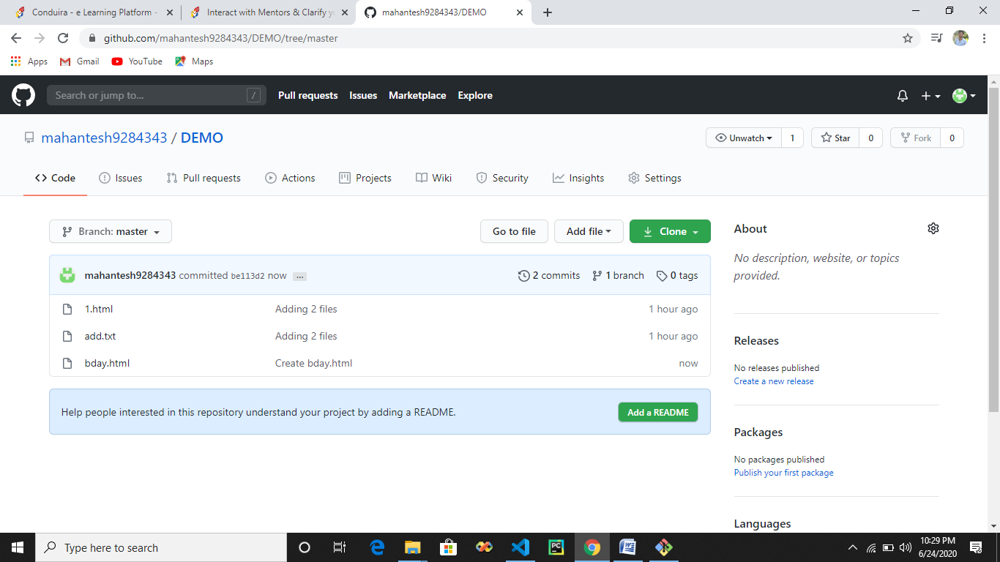 Conduira - e Learning Platform -
Interact with Mentors & Clarify yo
mahantesh9284343/DEMO
github.com/mahantesh9284343/DEMO/tree/master
Apps Gmail YouTube Maps
Search or jump to... / Pull requests Issues Marketplace Explore
mahantesh9284343 / DEMO
Unwatch 1 Star 0 Fork 0
Code Issues Pull requests Actions Projects Wiki Security Insights Settings
Branch: master Go to file Add file Clone
mahantesh9284343 committed be113d2 now ... 2 commits 1 branch 0 tags
1.html Adding 2 files 1 hour ago
add.txt Adding 2 files 1 hour ago
bday.html Create bday.html now
Help people interested in this repository understand your project by adding a README. Add a README
About
No description, website, or topics
provided.
Releases
No releases published
Create a new release
Packages
No packages published
Publish your first package
Languages
Type here to search
10:29 PM
6/24/2020